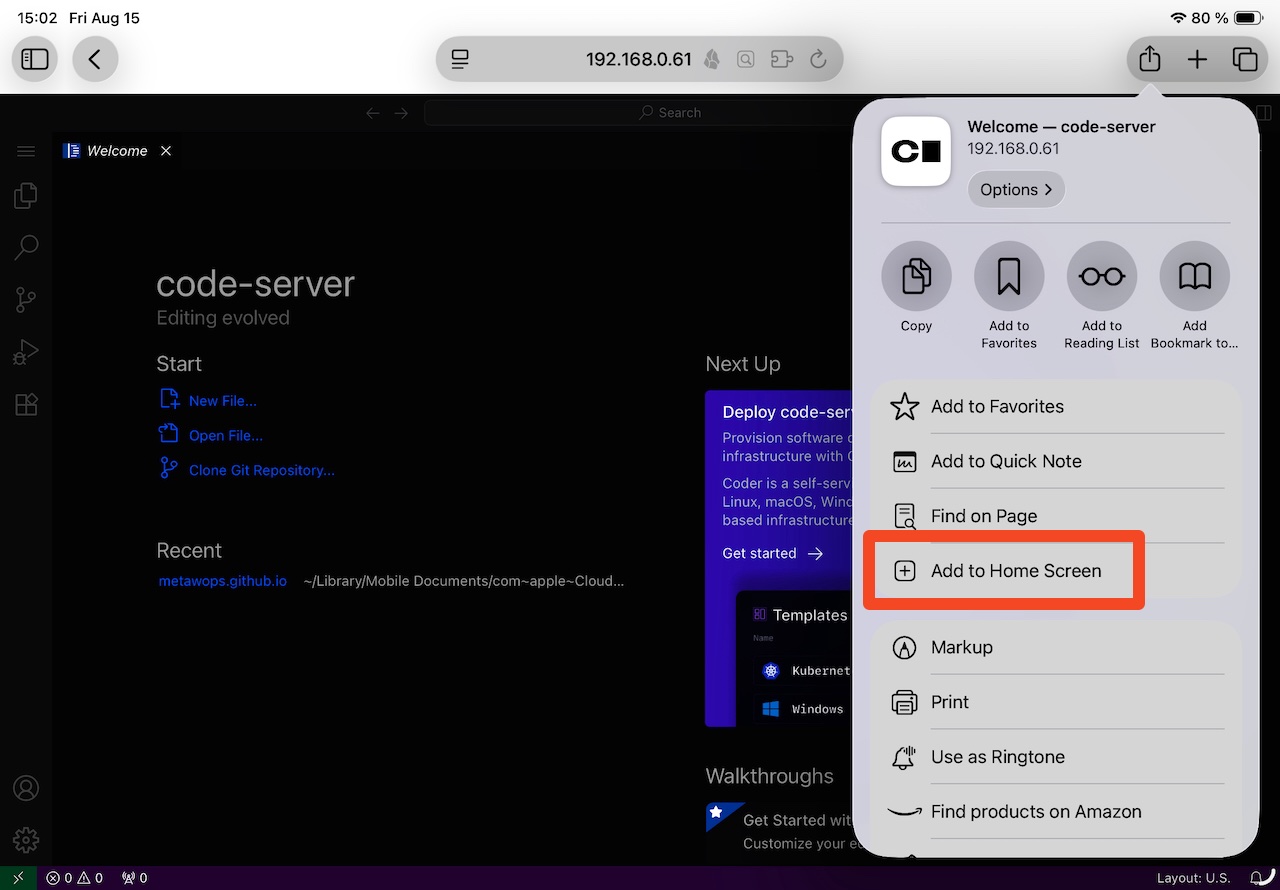 15:02 Fri Aug 15
80 %
192.168.0.61
Search
Welcome
code-server
Editing evolved
Start
New File...
Open File...
Clone Git Repository...
Recent
metawops.github.io ~/Library/Mobile Documents/com~apple~Cloud...
Next Up
Deploy code-ser
Provision software
infrastructure with
Coder is a self-serv
Linux, macOS, Wind
based infrastructure
Get started
Templates
Name
Kubernet
Windows
Walkthroughs
Get Started wit
Customize your ed
Welcome — code-server
192.168.0.61
Options
Copy
Add to
Favorites
Add to
Reading List
Add
Bookmark to...
Add to Favorites
Add to Quick Note
Find on Page
Add to Home Screen
Markup
Print
Use as Ringtone
Find products on Amazon
0 0 0
Layout: U.S.